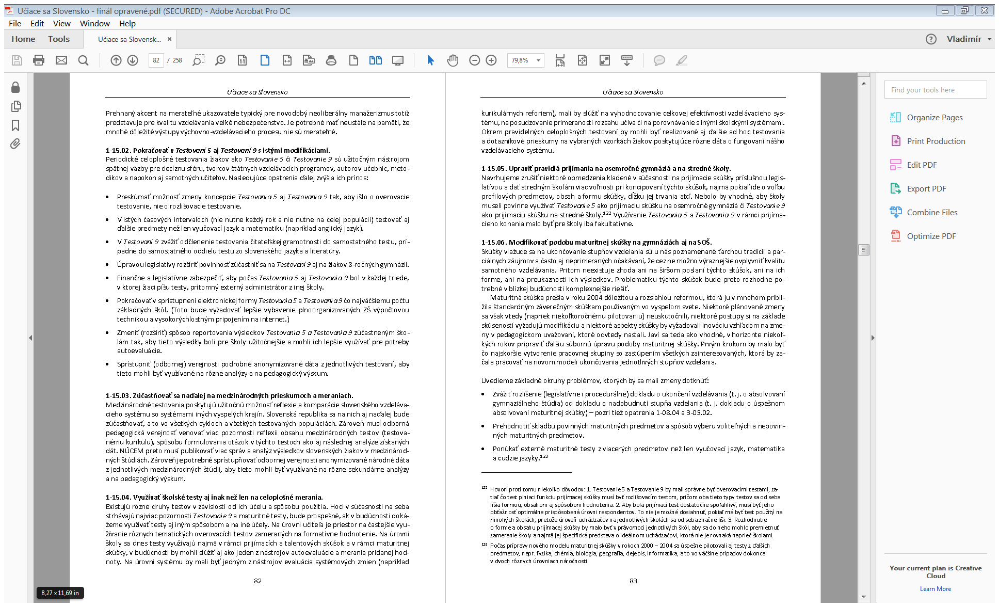 Učiace sa Slovensko - finál opravené.pdf (SECURED) - Adobe Acrobat Pro DC
File Edit View Window Help
Home Tools Učiace sa Slovensk... × ? Vladimír
82 / 258 79,8%
Učiace sa Slovensko
Prehnaný akcent na merateľné ukazovatele typický pre novodobý neoliberálny manažerizmus totiž
predstavuje pre kvalitu vzdelávania veľké nebezpečenstvo. Je potrebné mať neustále na pamäti, že
mnohé dôležité výstupy výchovno-vzdelávacieho procesu nie sú merateľné.
1-15.02. Pokračovať v Testovaní 5 aj Testovaní 9 s istými modifikáciami.
Periodické celoplošné testovania žiakov ako Testovanie 5 či Testovanie 9 sú užitočným nástrojom
spätnej väzby pre decíznu sféru, tvorcov štátnych vzdelávacích programov, autorov učebníc, meto-
dikov a napokon aj samotných učiteľov. Nasledujúce opatrenia ďalej zvýšia ich prínos:
• Preskúmať možnosť zmeny koncepcie Testovania 5 aj Testovania 9 tak, aby išlo o overovacie
testovanie, nie o rozlišovacie testovanie.
• V istých časových intervaloch (nie nutne každý rok a nie nutne na celej populácii) testovať aj
ďalšie predmety než len vyučovací jazyk a matematiku (napríklad anglický jazyk).
• V Testovaní 9 zvážiť odčlenenie testovania čitateľskej gramotnosti do samostatného testu, prí-
padne do samostatného oddielu testu zo slovenského jazyka a literatúry.
• Úpravou legislatívy rozšíriť povinnosť zúčastniť sa na Testovaní 9 aj na žiakov 8-ročných gymnázií.
• Finančne a legislatívne zabezpečiť, aby počas Testovania 5 aj Testovania 9 bol v každej triede,
v ktorej žiaci píšu testy, prítomný externý administrátor z inej školy.
• Pokračovať v sprístupnení elektronickej formy Testovania 5 a Testovania 9 čo najväčšiemu počtu
základných škôl. (Toto bude vyžadovať lepšie vybavenie plnoorganizovaných ZŠ výpočtovou
technikou a vysokorýchlostným pripojením na internet.)
• Zmeniť (rozšíriť) spôsob reportovania výsledkov Testovania 5 a Testovania 9 zúčastneným ško-
lám tak, aby tieto výsledky boli pre školy užitočnejšie a mohli ich lepšie využívať pre potreby
autoevaluácie.
• Sprístupniť (odbornej) verejnosti podrobné anonymizované dáta z jednotlivých testovaní, aby
tieto mohli byť využívané na rôzne analýzy a na pedagogický výskum.
1-15.03. Zúčastňovať sa naďalej na medzinárodných prieskumoch a meraniach.
Medzinárodné testovania poskytujú užitočnú možnosť reflexie a komparácie slovenského vzdeláva-
cieho systému so systémami iných vyspelých krajín. Slovenská republika sa na nich aj naďalej bude
zúčastňovať, a to vo všetkých cykloch a všetkých testovaných populáciách. Zároveň musí odborná
pedagogická verejnosť venovať viac pozornosti reflexii obsahu medzinárodných testov (testova-
nému kurikulu), spôsobu formulovania otázok v týchto testoch ako aj následnej analýze získaných
dát. NÚCEM preto musí publikovať viac správ a analýz výsledkov slovenských žiakov v medzinárod-
ných štúdiách. Zároveň je potrebné sprístupňovať odbornej verejnosti anonymizované národné dáta
z jednotlivých medzinárodných štúdií, aby tieto mohli byť využívané na rôzne sekundárne analýzy
a na pedagogický výskum.
1-15.04. Využívať školské testy aj inak než len na celoplošné merania.
Existujú rôzne druhy testov v závislosti od ich účelu a spôsobu použitia. Hoci v súčasnosti na seba
strhávajú najviac pozornosti Testovanie 9 a maturitné testy, bude prospešné, ak v budúcnosti doká-
žeme využívať testy aj iným spôsobom a na iné účely. Na úrovni učiteľa je priestor na častejšie vyu-
žívanie rôznych tematických overovacích testov zameraných na formatívne hodnotenie. Na úrovni
školy sa dnes testy využívajú najmä v rámci prijímacích a talentových skúšok a v rámci maturitnej
skúšky, v budúcnosti by mohli slúžiť aj ako jeden z nástrojov autoevaluácie a merania pridanej hod-
noty. Na úrovni systému by mali byť jedným z nástrojov evaluácia systémových zmien (napríklad
82
8,27 x 11,69 in
Učiace sa Slovensko
kurikulárnych reforiem), mali by slúžiť na vyhodnocovanie celkovej efektívnosti vzdelávacieho sys-
tému, na posudzovanie primeranosti rozsahu učiva či na porovnávanie s inými školskými systémami.
Okrem pravidelných celoplošných testovaní by mohli byť realizované aj ďalšie ad hoc testovania
a dotazníkové prieskumy na vybraných vzorkách žiakov poskytujúce rôzne dáta o fungovaní nášho
vzdelávacieho systému.
1-15.05. Upraviť pravidlá prijímania na osemročné gymnáziá a na stredné školy.
Navrhujeme zrušiť niektoré obmedzenia kladené v súčasnosti na prijímacie skúšky príslušnou legis-
latívou a dať stredným školám viac voľnosti pri koncipovaní týchto skúšok, najmä pokiaľ ide o voľbu
profilových predmetov, obsah a formu skúšky, dĺžku jej trvania atď. Nebolo by vhodné, aby školy
museli povinne využívať Testovanie 5 ako prijímaciu skúšku na osemročné gymnáziá či Testovanie 9
ako prijímaciu skúšku na stredné školy.122 Využívanie Testovania 5 a Testovania 9 v rámci prijíma-
cieho konania malo byť pre školy iba fakultatívne.
1-15.06. Modifikovať podobu maturitnej skúšky na gymnáziách aj na SOŠ.
Skúšky viažuce sa na ukončovanie stupňov vzdelania sú u nás poznamenané ťarchou tradícií a par-
ciálnych záujmov a často aj neprimeraných očakávaní, že cez ne možno výraznejšie ovplyvniť kvalitu
samotného vzdelávania. Pritom neexistuje zhoda ani na širšom poslaní týchto skúšok, ani na ich
forme, ani na preukaznosti ich výsledkov. Problematiku týchto skúšok bude preto rozhodne po-
trebné v blízkej budúcnosti komplexnejšie riešiť.
Maturitná skúška prešla v roku 2004 dôležitou a rozsiahlou reformou, ktorá ju v mnohom priblí-
žila štandardným záverečným skúškam používaným vo vyspelom svete. Niektoré plánované zmeny
sa však vtedy (napriek niekoľkoročnému pilotovaniu) neuskutočnili, niektoré postupy si na základe
skúseností vyžadujú modifikáciu a niektoré aspekty skúšky by vyžadovali inováciu vzhľadom na zme-
ny v pedagogickom uvažovaní, ktoré odvtedy nastali. Javí sa teda ako vhodné, v horizonte niekoľ-
kých rokov pripraviť ďalšiu súbornú úpravu podoby maturitnej skúšky. Prvým krokom by malo byť
čo najskoršie vytvorenie pracovnej skupiny so zastúpením všetkých zainteresovaných, ktorá by za-
čala pracovať na novom modeli ukončovania jednotlivých stupňov vzdelania.
Uvedieme základné okruhy problémov, ktorých by sa mali zmeny dotknúť:
• Zvážiť rozlíšenie (legislatívne i procedurálne) dokladu o ukončení vzdelávania (t. j. o absolvovaní
gymnaziálneho štúdia) od dokladu o nadobudnutí stupňa vzdelania (t. j. dokladu o úspešnom
absolvovaní maturitnej skúšky) – pozri tiež opatrenia 1-08.04 a 3-03.02.
• Prehodnotiť skladbu povinných maturitných predmetov a spôsob výberu voliteľných a nepovin-
ných maturitných predmetov.
• Ponúkať externé maturitné testy z viacerých predmetov než len vyučovací jazyk, matematika
a cudzie jazyky.123
122 Hovorí proti tomu niekoľko dôvodov: 1. Testovanie 5 a Testovanie 9 by mali správne byť overovacími testami, za-
tiaľ čo test plniaci funkciu prijímacej skúšky musí byť rozlišovacím testom, pričom oba tieto typy testov sa od seba
líšia formou, obsahom aj spôsobom hodnotenia. 2. Aby bola prijímací test dostatočne spoľahlivý, musí byť jeho
obťažnosť optimálne prispôsobená úrovni respondentov. To nie je možné dosiahnuť, pokiaľ má byť test použitý na
mnohých školách, pretože úroveň uchádzačov na jednotlivých školách sa od seba značne líši. 3. Rozhodnutie
o forme a obsahu prijímacej skúšky by malo byť v právomoci jednotlivých škôl, aby sa do neho mohlo premietnuť
zameranie školy a najmä jej špecifická predstava o ideálnom uchádzačovi, ktorá nie je rovnaká naprieč školami.
123 Počas prípravy nového modelu maturitnej skúšky v rokoch 2000 – 2004 sa úspešne pilotovali aj testy z ďalších
predmetov, napr. fyzika, chémia, biológia, geografia, dejepis, informatika, a to vo väčšine prípadov dokonca
v dvoch rôznych úrovniach náročnosti.
83
Find your tools here
Organize Pages
Print Production
Edit PDF
Export PDF
Combine Files
Optimize PDF
Your current plan is Creative
Cloud
Learn More